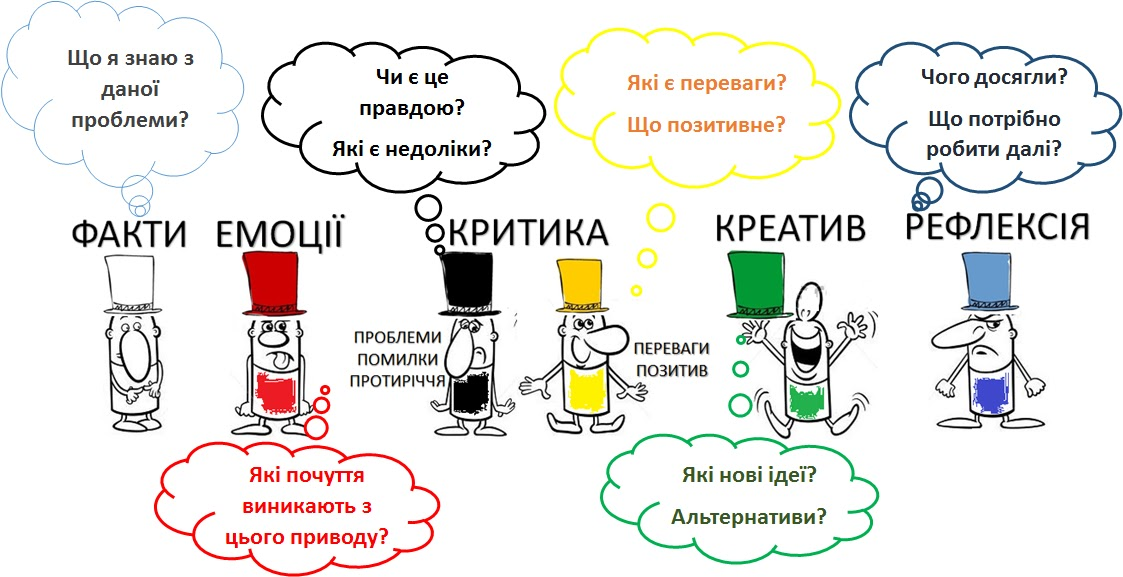 Що я знаю з
даної
проблеми?
Чи є це
правдою?
Які є недоліки?
Які є переваги?
Що позитивне?
Чого досягли?
Що потрібно
робити далі?
ФАКТИ
ЕМОЦІЇ
КРИТИКА
КРЕАТИВ
РЕФЛЕКСІЯ
ПРОБЛЕМИ
ПОМИЛКИ
ПРОТИРІЧЧЯ
ПЕРЕВАГИ
ПОЗИТИВ
Які почуття
виникають з
цього приводу?
Які нові ідеї?
Альтернативи?